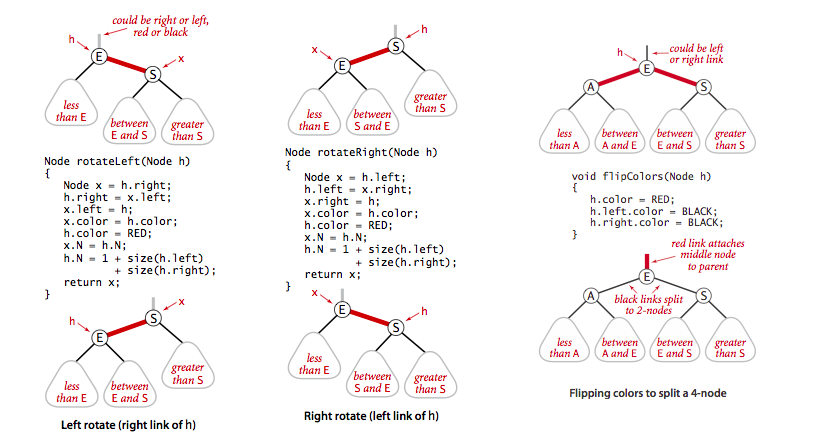 could be right or left,
red or black
h
E
x
S
less
than E
between
E and S
greater
than S
Node rotateLeft(Node h)
{
Node x = h.right;
h.right = x.left;
x.left = h;
x.color = h.color;
h.color = RED;
x.N = h.N;
h.N = 1 + size(h.left)
+ size(h.right);
return x;
}
x
S
h
E
less
than E
between
E and S
greater
than S
Left rotate (right link of h)
h
S
x
E
less
than E
between
S and E
greater
than S
Node rotateRight(Node h)
{
Node x = h.left;
h.left = x.right;
x.right = h;
x.color = h.color;
h.color = RED;
x.N = h.N;
h.N = 1 + size(h.left)
+ size(h.right);
return x;
}
x
E
h
S
less
than E
between
S and E
greater
than S
Right rotate (left link of h)
h
could be left
or right link
E
A
S
less
than A
between
A and E
between
E and S
greater
than S
void flipColors(Node h)
{
h.color = RED;
h.left.color = BLACK;
h.right.color = BLACK;
}
red link attaches
middle node
to parent
E
A
S
black links split
to 2-nodes
less
than A
between
A and E
between
E and S
greater
than S
Flipping colors to split a 4-node